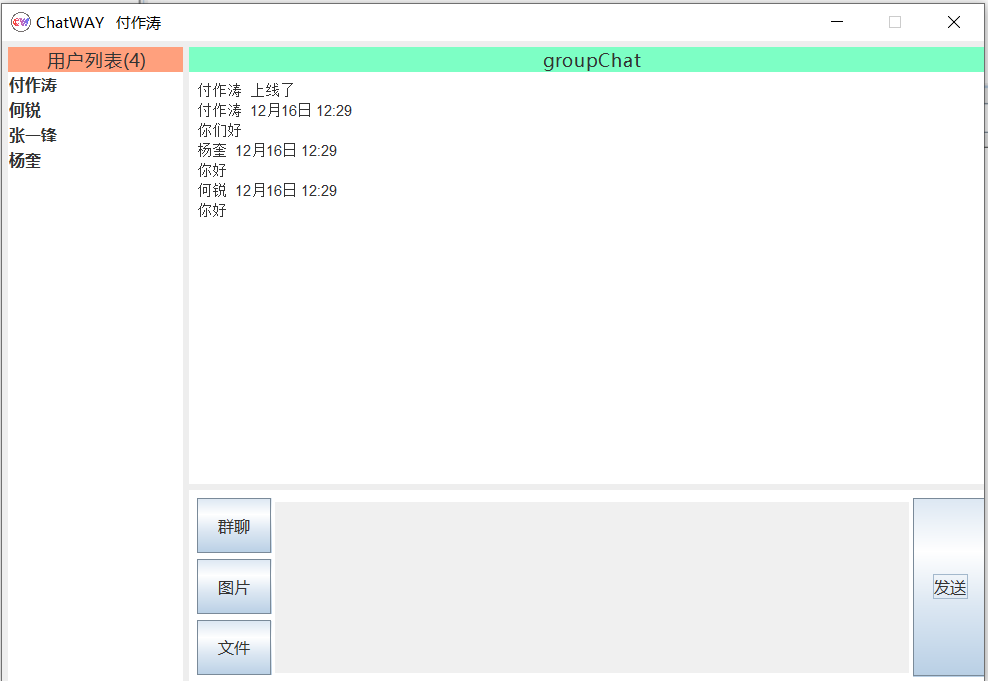 CW ChatWAY 付作涛
用户列表(4)
付作涛
何锐
张一锋
杨奎
groupChat
付作涛 上线了
付作涛 12月16日 12:29
你们好
杨奎 12月16日 12:29
你好
何锐 12月16日 12:29
你好
群聊
图片
文件
发送